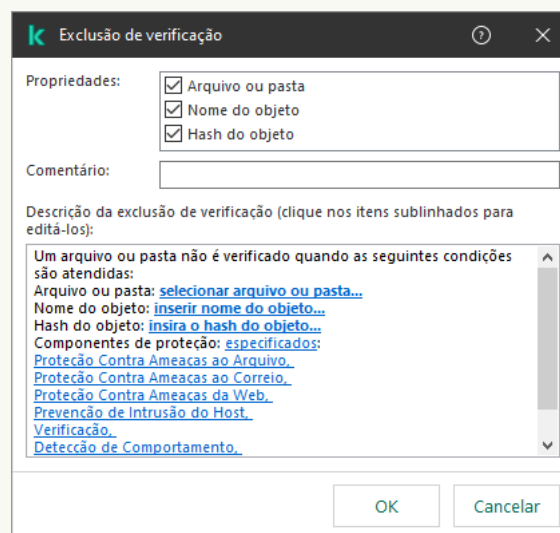 Exclusão de verificação
Propriedades:
Arquivo ou pasta
Nome do objeto
Hash do objeto
Comentário:
Descrição da exclusão de verificação (clique nos itens sublinhados para
editá-los):
Um arquivo ou pasta não é verificado quando as seguintes condições
são atendidas:
Arquivo ou pasta: selecionar arquivo ou pasta...
Nome do objeto: inserir nome do objeto...
Hash do objeto: insira o hash do objeto...
Componentes de proteção: especificados:
Proteção Contra Ameaças ao Arquivo,
Proteção Contra Ameaças ao Correio,
Proteção Contra Ameaças da Web,
Prevenção de Intrusão do Host,
Verificação,
Detecção de Comportamento,
OK
Cancelar